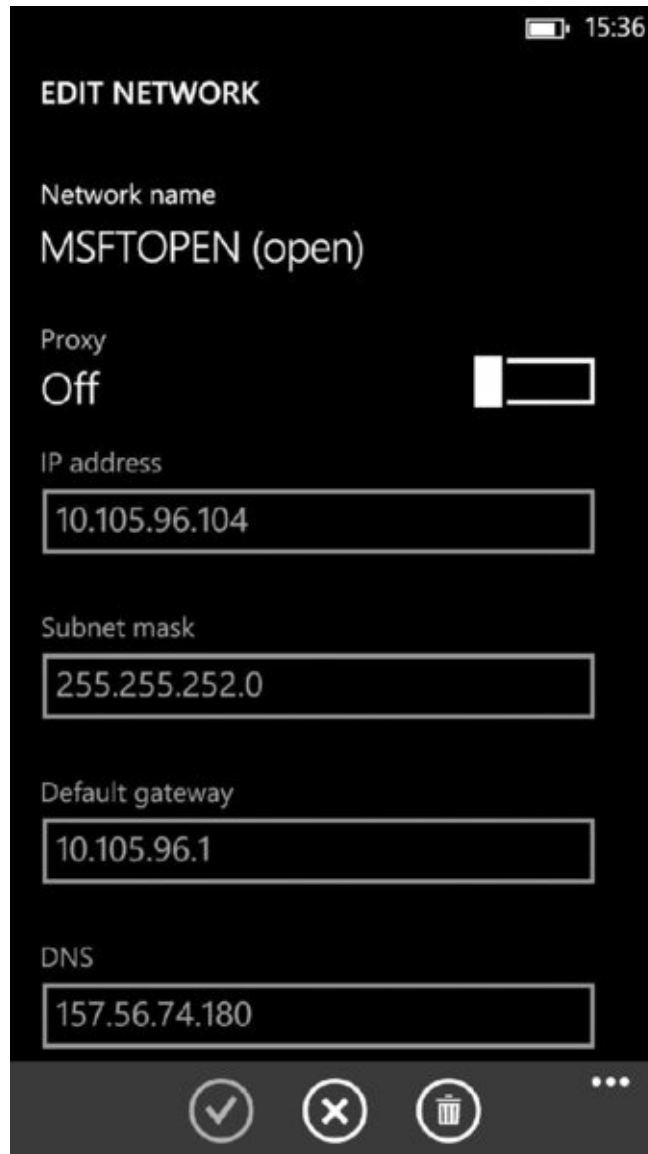 15:36
EDIT NETWORK
Network name
MSFTOPEN (open)
Proxy
Off
IP address
10.105.96.104
Subnet mask
255.255.252.0
Default gateway
10.105.96.1
DNS
157.56.74.180